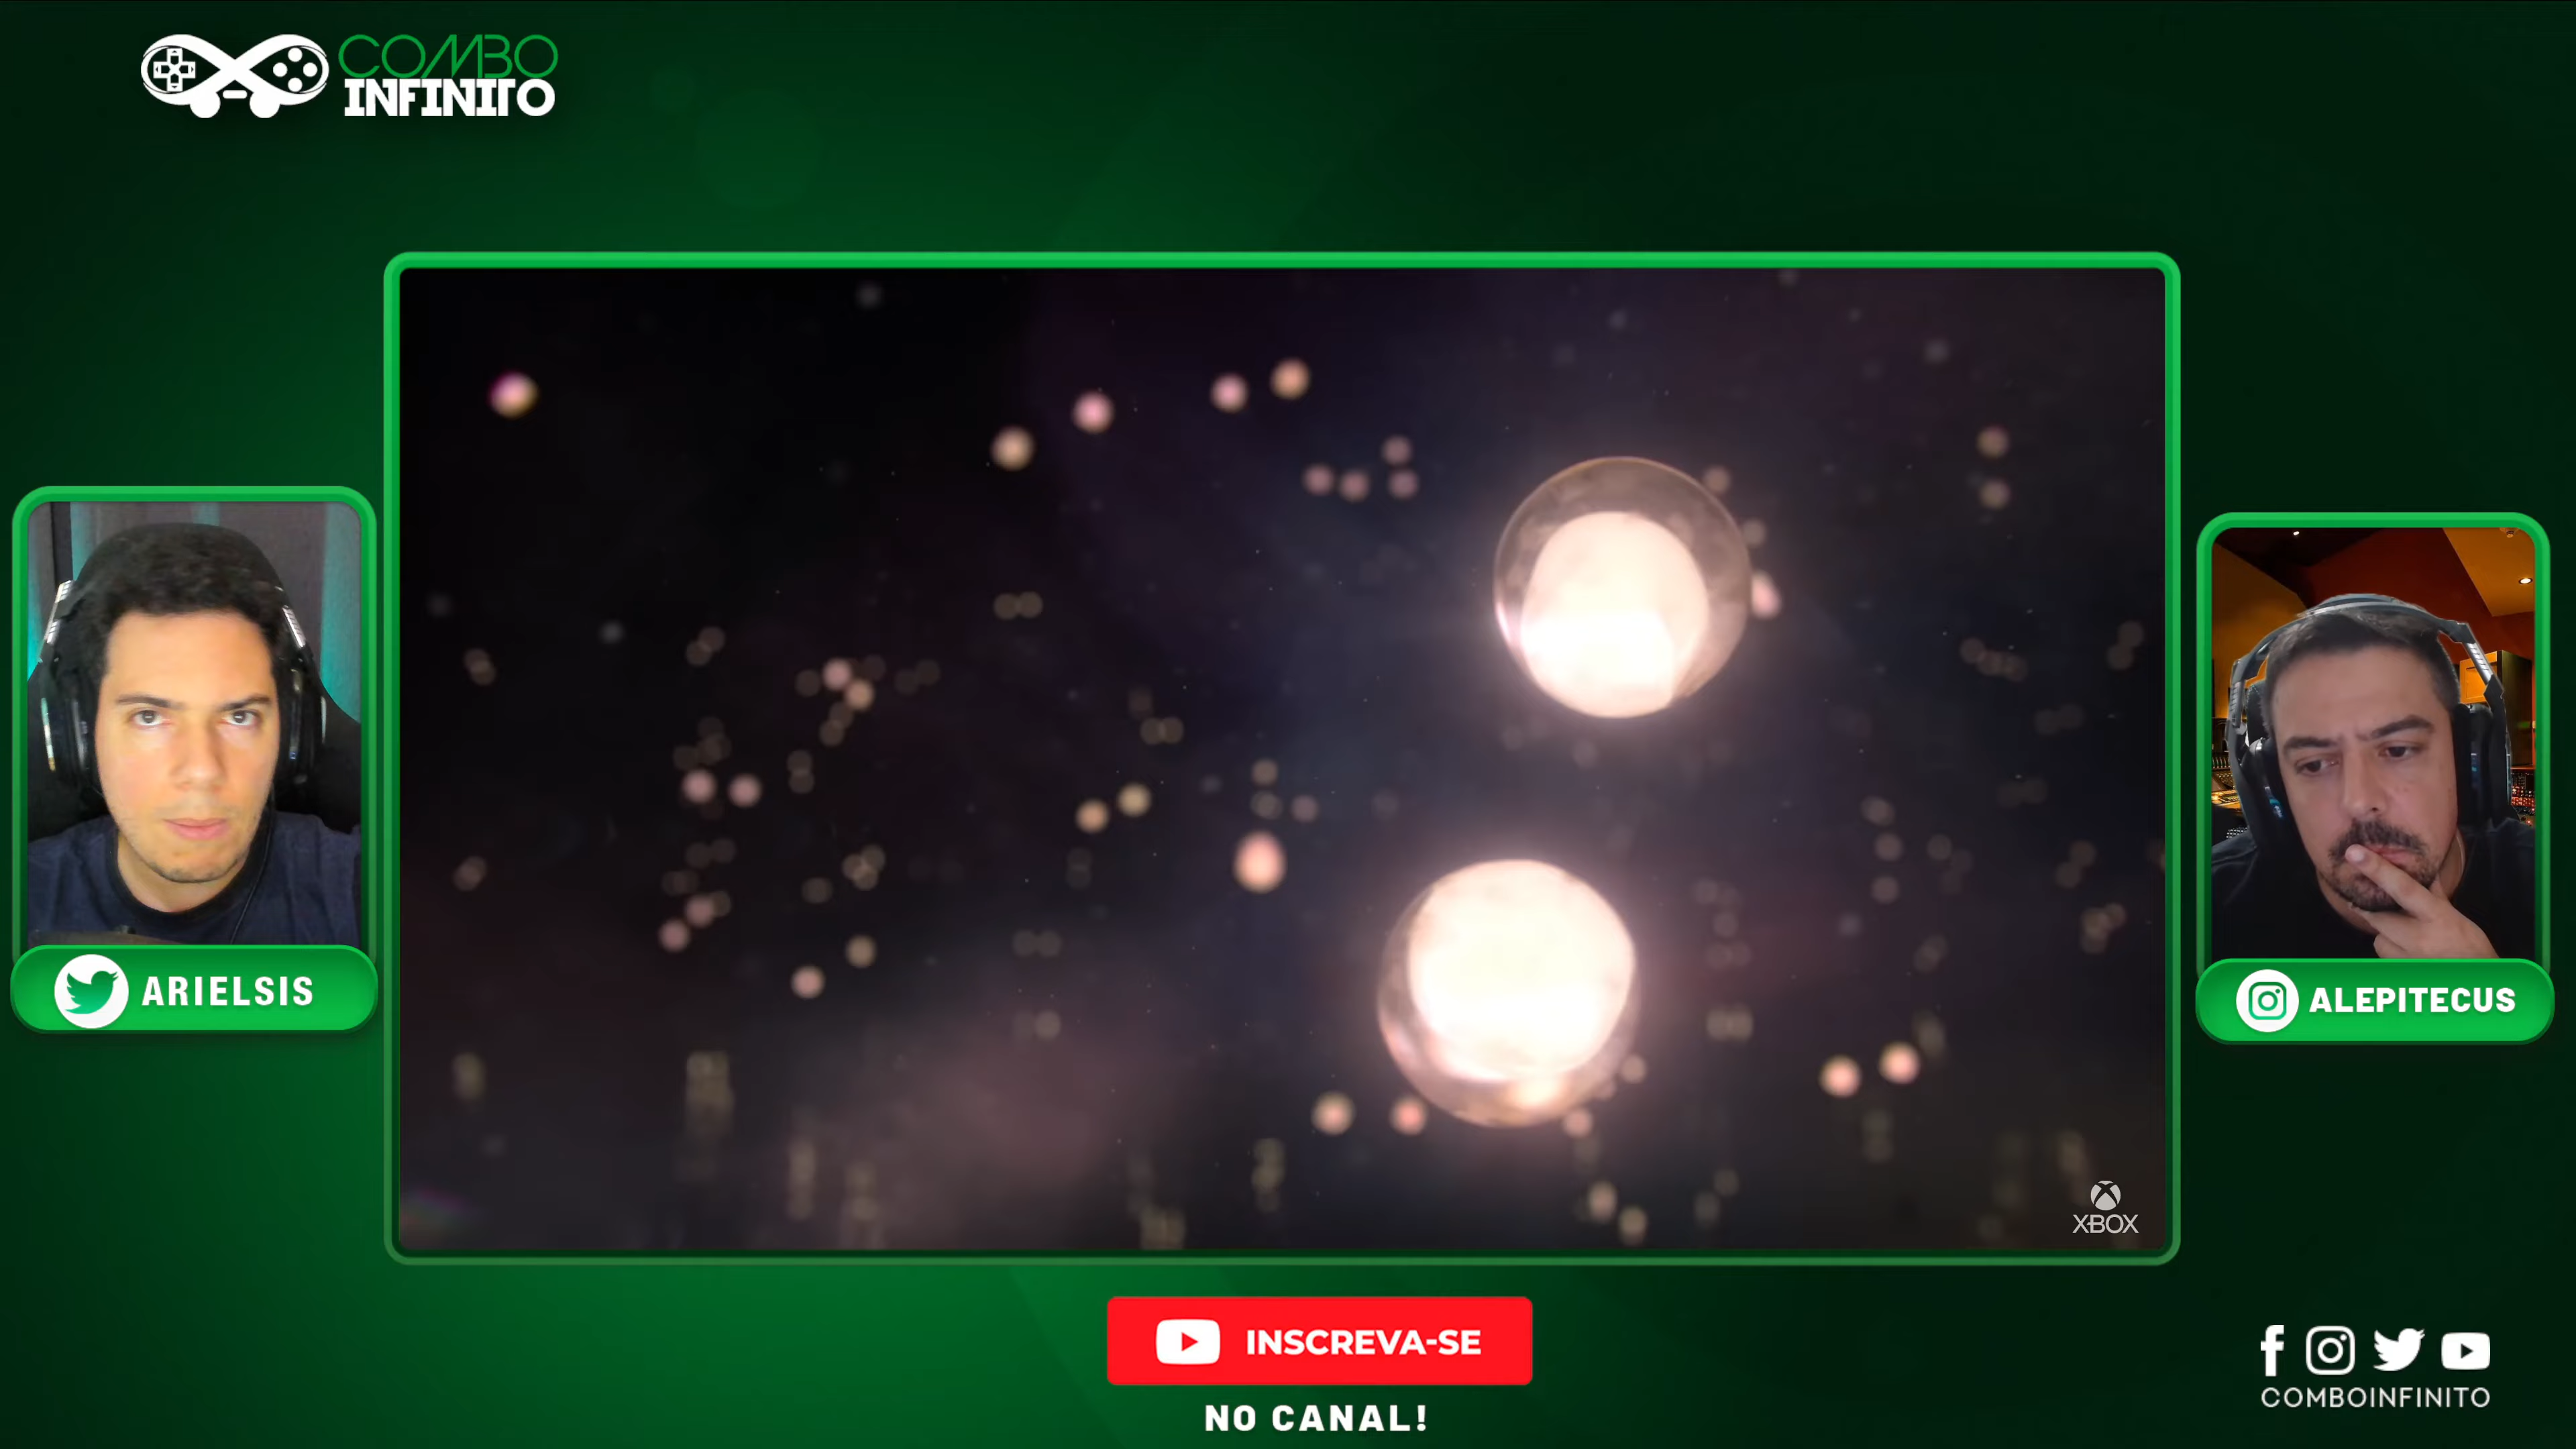 COMBO
INFINITO
ARIELSIS
ALEPITECUS
XBOX
INSCREVA-SE
NO CANAL!
COMBOINFINITO